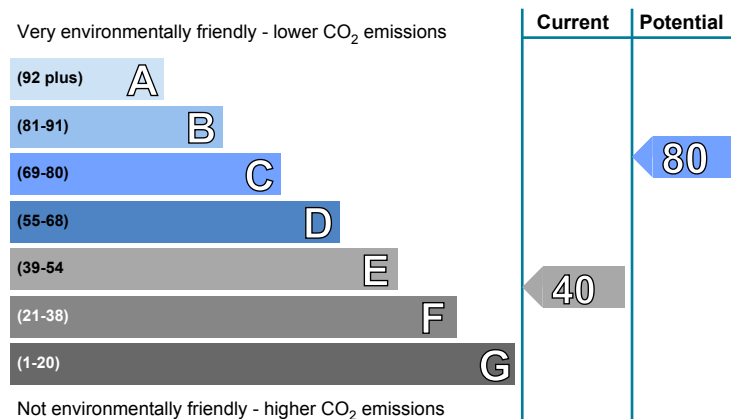 Very environmentally friendly - lower CO₂ emissions
Current
Potential
(92 plus) A
(81-91) B
(69-80) C
80
(55-68) D
(39-54 E
40
(21-38) F
(1-20) G
Not environmentally friendly - higher CO₂ emissions